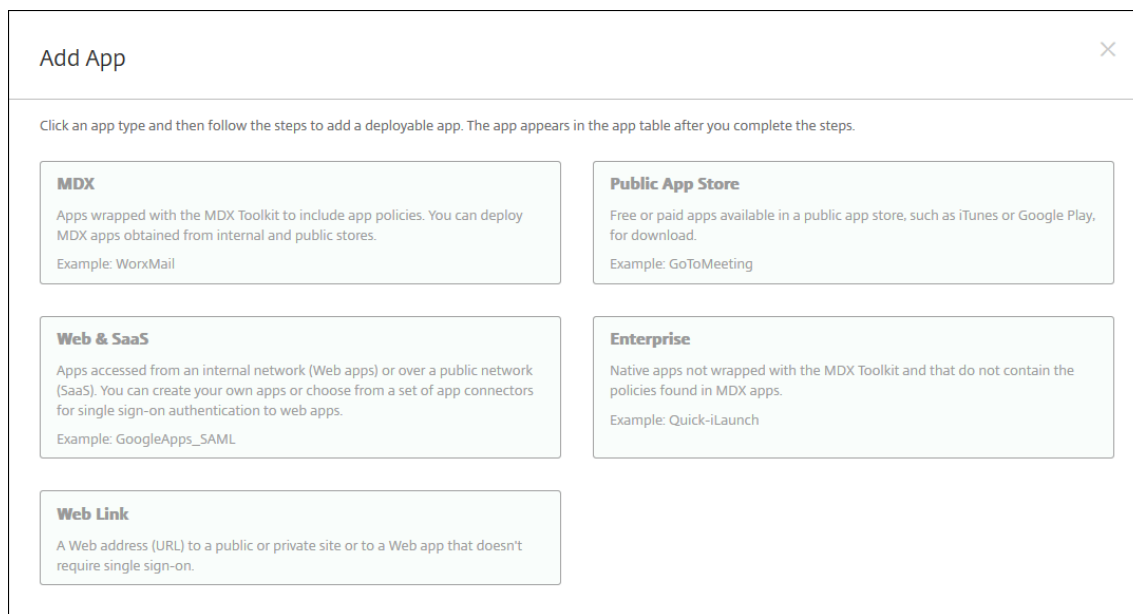 Add App
Click an app type and then follow the steps to add a deployable app. The app appears in the app table after you complete the steps.
MDX
Apps wrapped with the MDX Toolkit to include app policies. You can deploy
MDX apps obtained from internal and public stores.
Example: WorxMail
Public App Store
Free or paid apps available in a public app store, such as iTunes or Google Play,
for download.
Example: GoToMeeting
Web & SaaS
Apps accessed from an internal network (Web apps) or over a public network
(SaaS). You can create your own apps or choose from a set of app connectors
for single sign-on authentication to web apps.
Example: GoogleApps_SAML
Enterprise
Native apps not wrapped with the MDX Toolkit and that do not contain the
policies found in MDX apps.
Example: Quick-iLaunch
Web Link
A Web address (URL) to a public or private site or to a Web app that doesn't
require single sign-on.